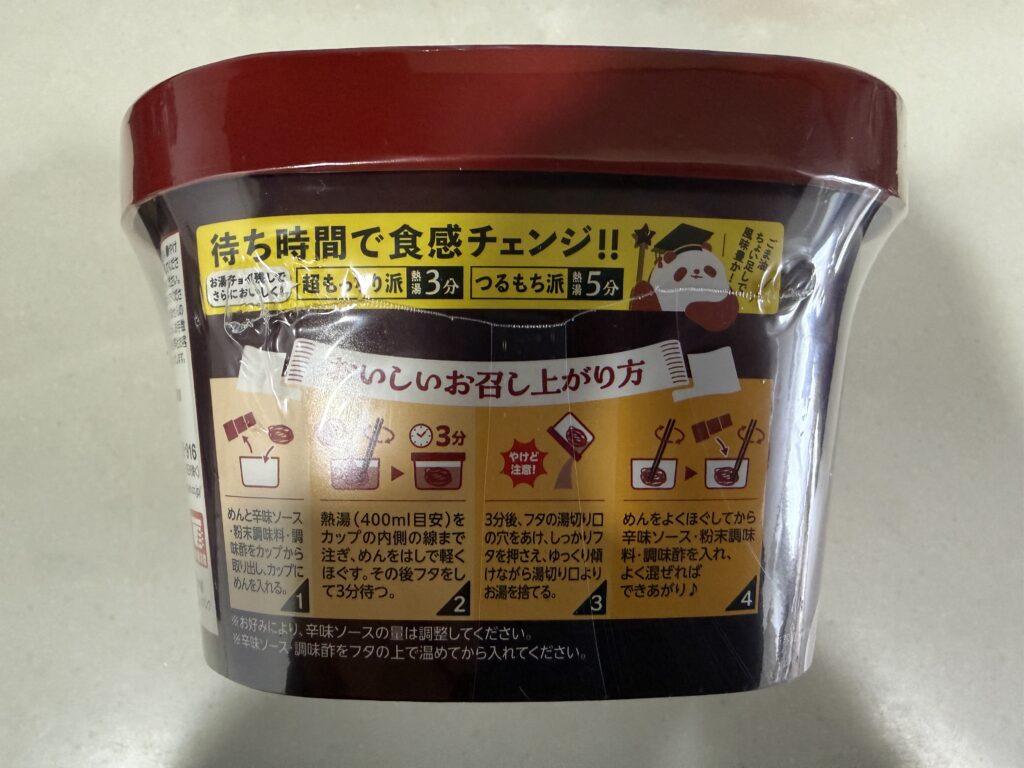 待ち時間で食感チェンジ!!
お湯チョイ残しで
さらにおいしく!
超もっちり派 熱湯3分
つるもち派 熱湯5分
ごま油
ちょい足しで
風味豊か!
おいしいお召し上がり方
めんと辛味ソース
・粉末調味料・調
味酢をカップから
取り出し、カップに
めんを入れる。
1
3分
熱湯(400ml目安)を
カップの内側の線まで
注ぎ、めんをはしで軽く
ほぐす。その後フタをし
て3分待つ。
2
やけど
注意!
3分後、フタの湯切り口
の穴をあけ、しっかりフ
タを押さえ、ゆっくり傾
けながら湯切り口より
お湯を捨てる。
3
めんをよくほぐしてから
辛味ソース・粉末調味
料・調味酢を入れ、
よく混ぜれば
できあがり♪
4
※お好みにより、辛味ソースの量は調整してください。
※辛味ソース・調味酢をフタの上で温めてから入れてください。